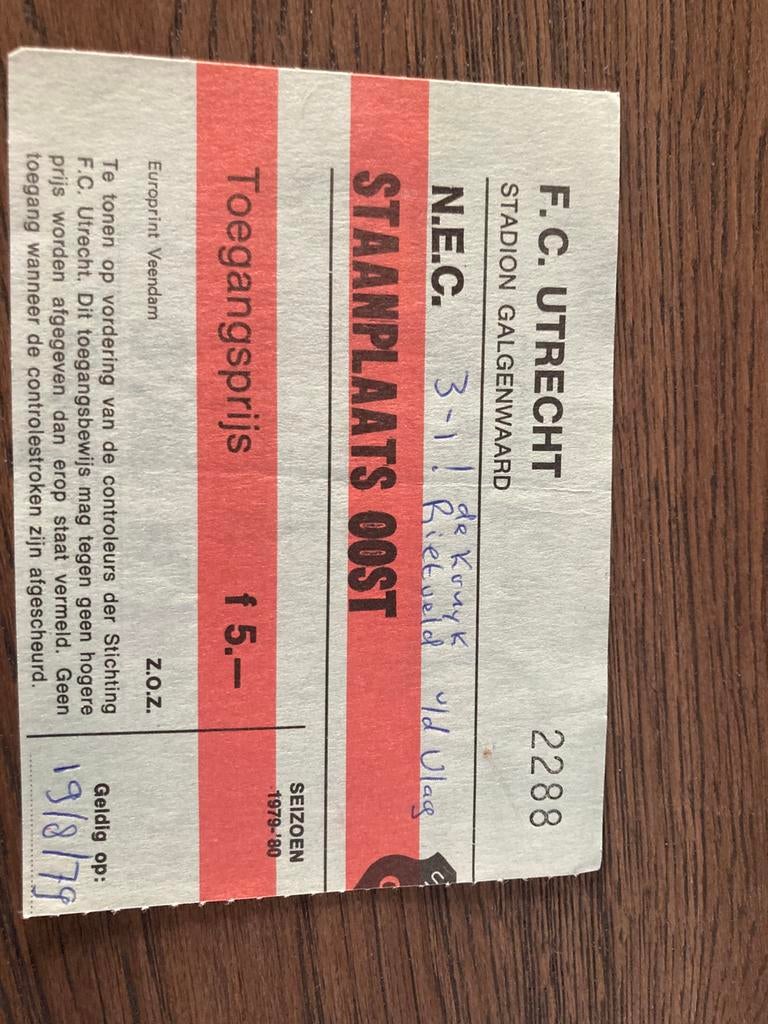 F.C. UTRECHT
2288
STADION GALGENWAARD
N.E.C. 3-1! de Kruyk
Rietveld v/d Vlag
STAANPLAATS OOST
SEIZOEN
1979-'80
Toegangsprijs f 5.—
Europrint Veendam
Z.O.Z.
Te tonen op vordering van de controleurs der Stichting
F.C. Utrecht. Dit toegangsbewijs mag tegen geen hogere
prijs worden afgegeven dan erop staat vermeld. Geen
toegang wanneer de controlestroken zijn afgescheurd.
Geldig op:
19/8/79